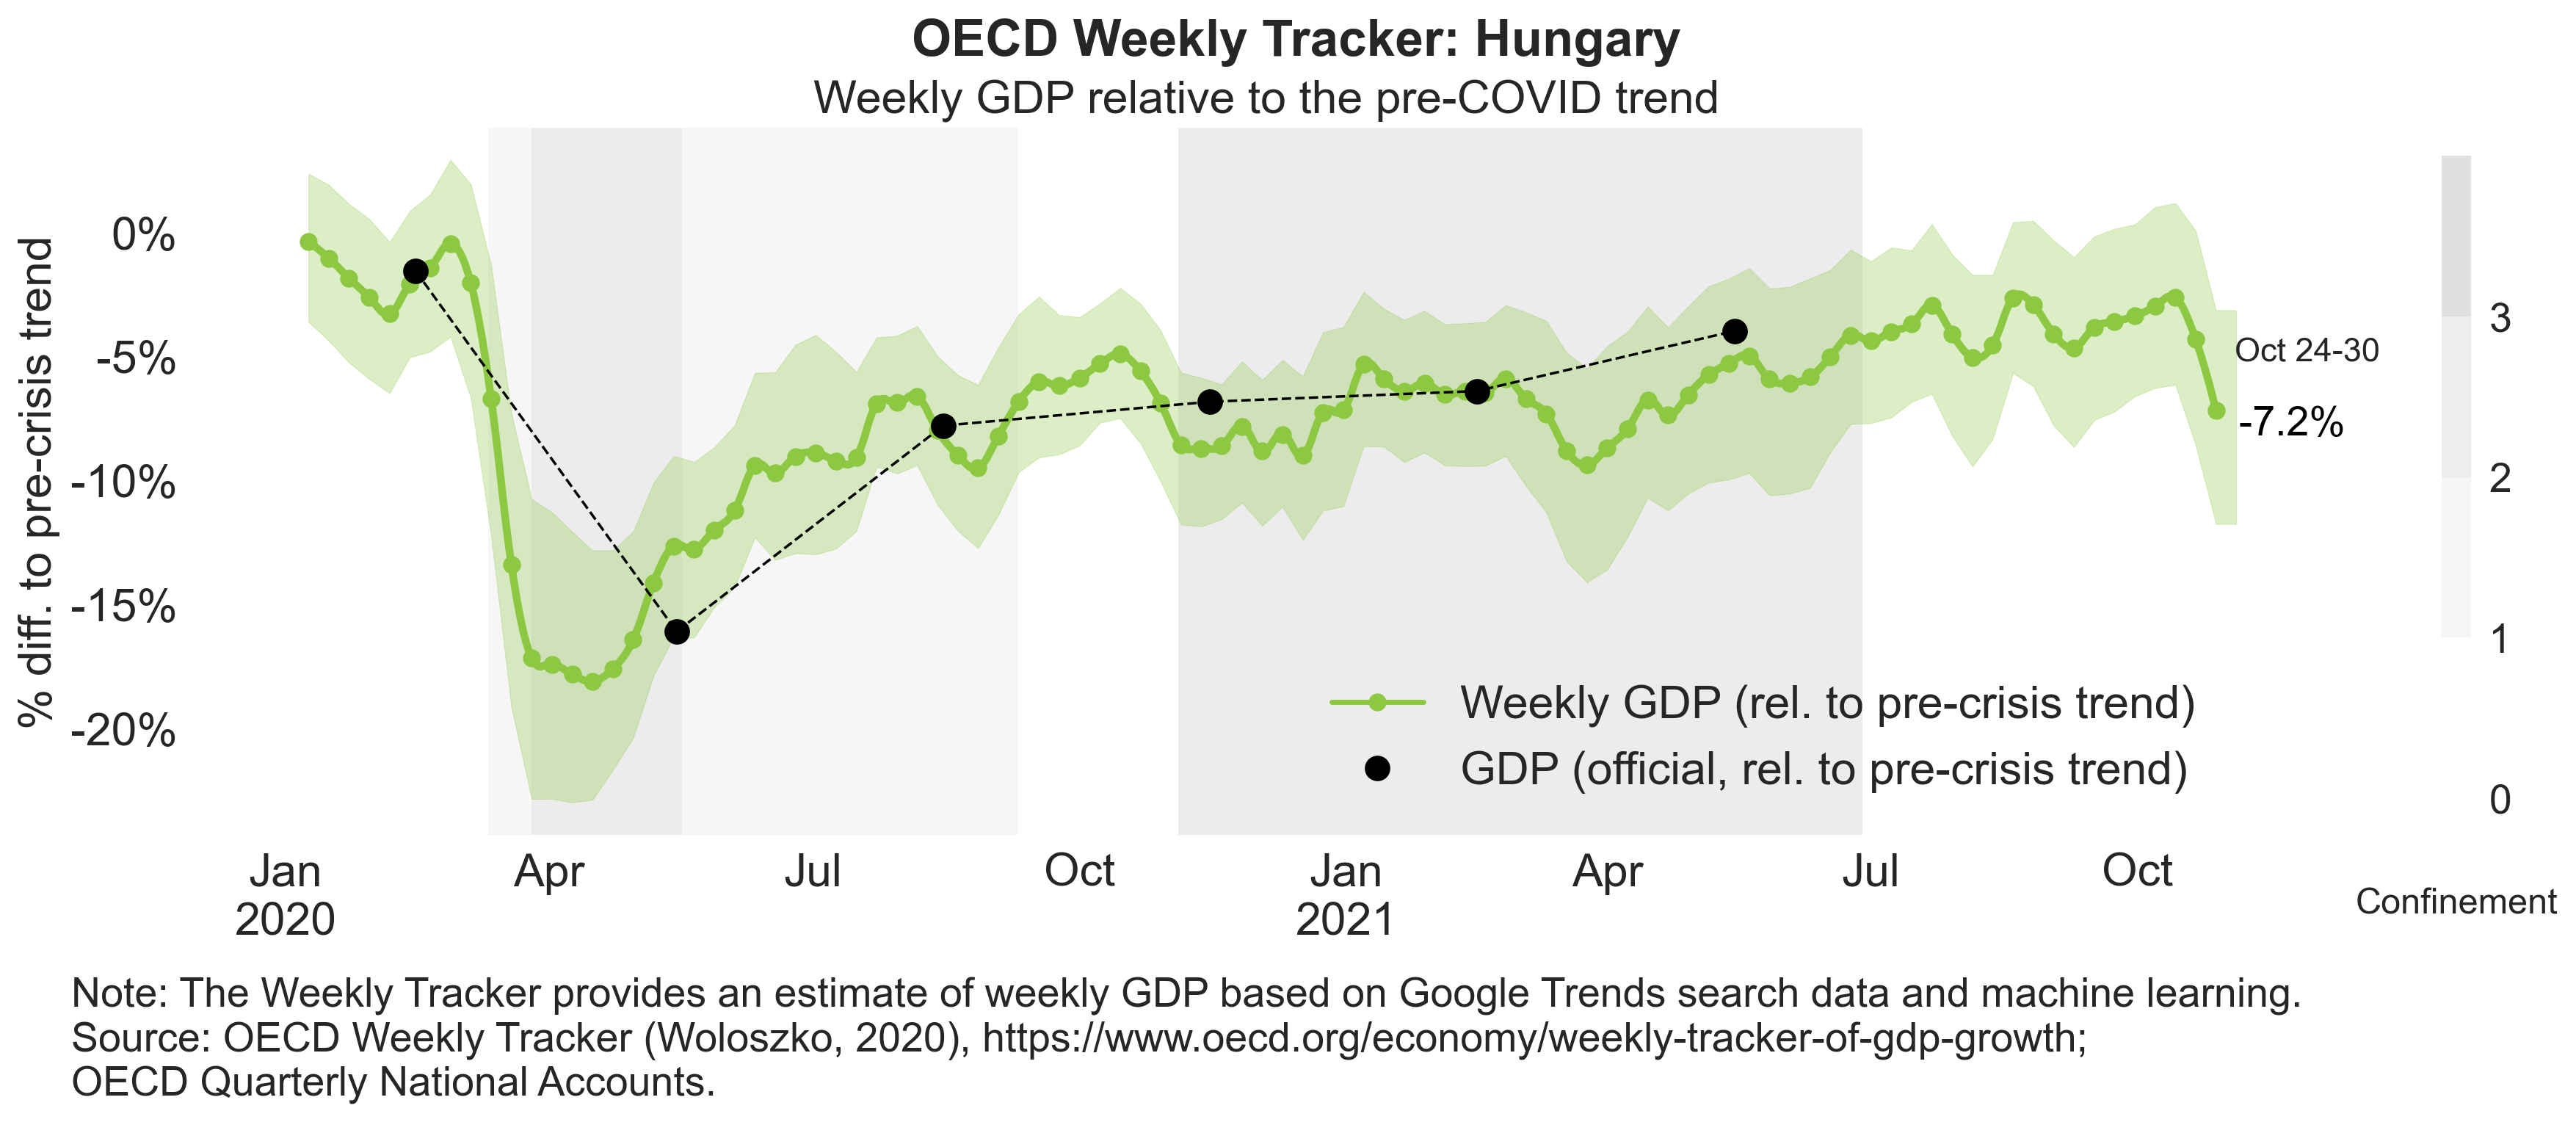 OECD Weekly Tracker: Hungary
Weekly GDP relative to the pre-COVID trend
% diff. to pre-crisis trend
0%
-5%
-10%
-15%
-20%
Oct 24-30
-7.2%
3
2
1
0
Confinement
Weekly GDP (rel. to pre-crisis trend)
GDP (official, rel. to pre-crisis trend)
Jan Apr Jul Oct Jan Apr Jul Oct
2020 2021
Note: The Weekly Tracker provides an estimate of weekly GDP based on Google Trends search data and machine learning.
Source: OECD Weekly Tracker (Woloszko, 2020), https://www.oecd.org/economy/weekly-tracker-of-gdp-growth;
OECD Quarterly National Accounts.